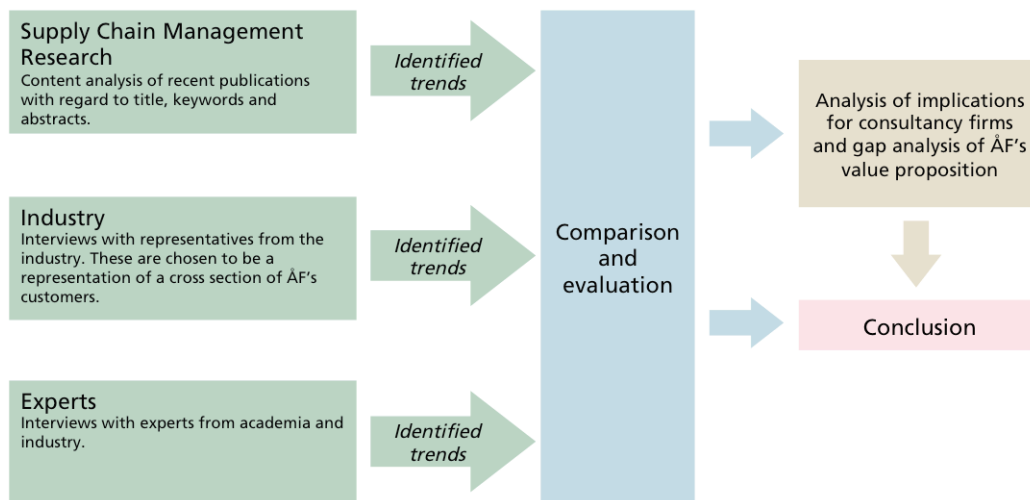 Supply Chain Management
Research
Content analysis of recent publications
with regard to title, keywords and
abstracts.
Identified
trends
Industry
Interviews with representatives from the
industry. These are chosen to be a
representation of a cross section of ÅF's
customers.
Identified
trends
Experts
Interviews with experts from academia and
industry.
Identified
trends
Comparison
and
evaluation
Analysis of implications
for consultancy firms
and gap analysis of ÅF's
value proposition
Conclusion